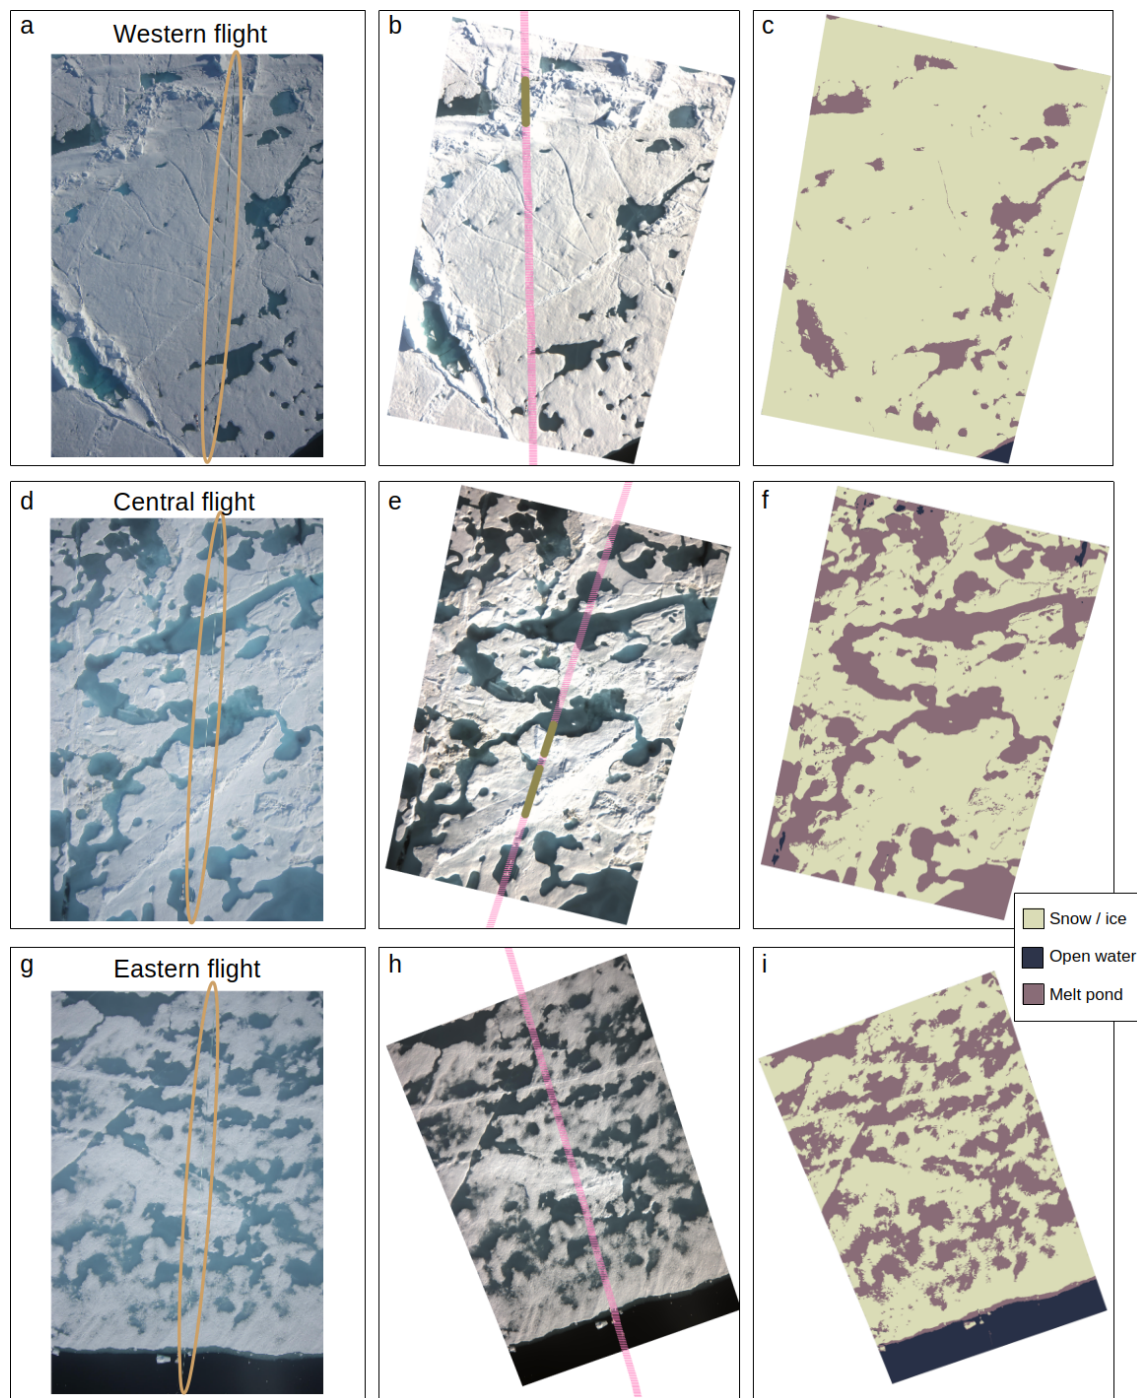 a
Western flight
b
c
d
Central flight
e
f
Snow / ice
Open water
Melt pond
g
Eastern flight
h
i